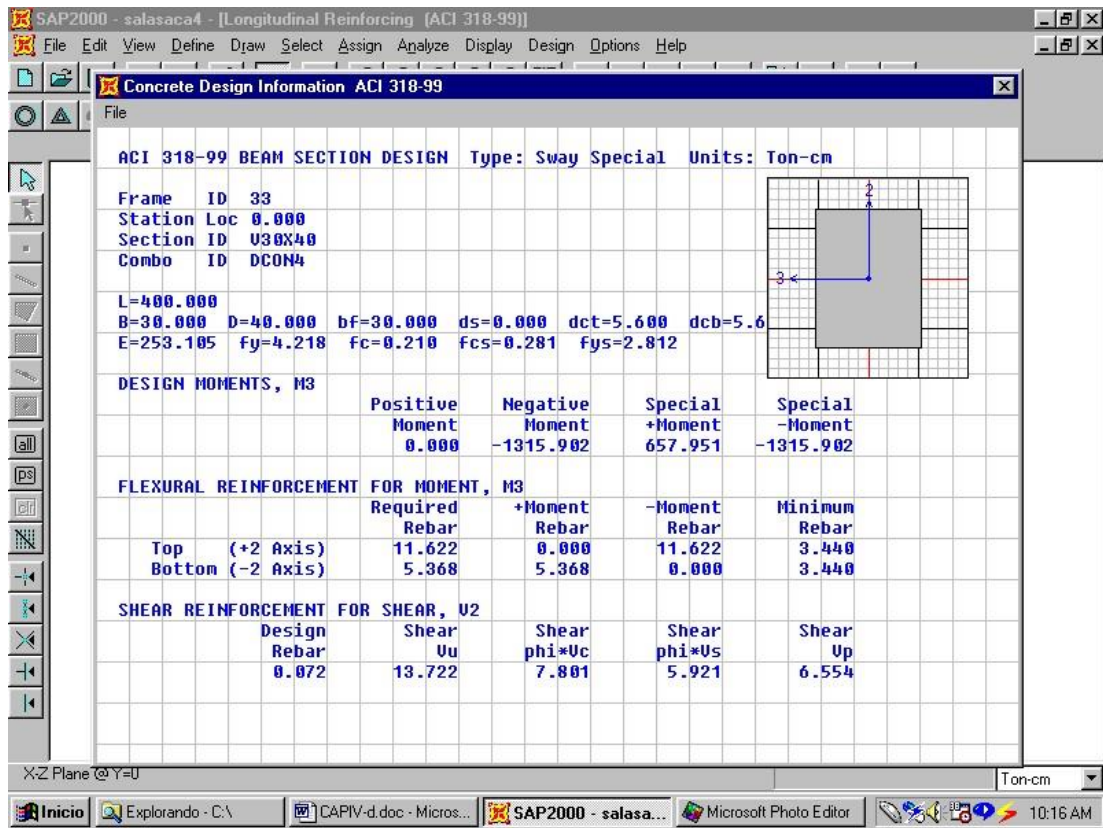 SAP2000 - salasaca4 - [Longitudinal Reinforcing (ACI 318-99)]
File Edit View Define Draw Select Assign Analyze Display Design Options Help
Concrete Design Information ACI 318-99
File
ACI 318-99 BEAM SECTION DESIGN Type: Sway Special Units: Ton-cm
Frame ID 33
Station Loc 0.000
Section ID V30X40
Combo ID DCON4
L=400.000
B=30.000 D=40.000 bf=30.000 ds=0.000 dct=5.600 dcb=5.6
E=253.105 fy=4.218 fc=0.210 fcs=0.281 fys=2.812
2
3
DESIGN MOMENTS, M3
Positive Negative Special Special
Moment Moment +Moment -Moment
0.000 -1315.902 657.951 -1315.902
FLEXURAL REINFORCEMENT FOR MOMENT, M3
Required +Moment -Moment Minimum
Rebar Rebar Rebar Rebar
Top (+2 Axis) 11.622 0.000 11.622 3.440
Bottom (-2 Axis) 5.368 5.368 0.000 3.440
SHEAR REINFORCEMENT FOR SHEAR, V2
Design Shear Shear Shear Shear
Rebar Vu phi*Vc phi*Vs Vp
0.072 13.722 7.801 5.921 6.554
all
ps
clr
X-Z Plane @ Y=0
Ton-cm
Inicio Explorando - C:\ CAPIV-d.doc - Micros... SAP2000 - salasa... Microsoft Photo Editor 10:16 AM